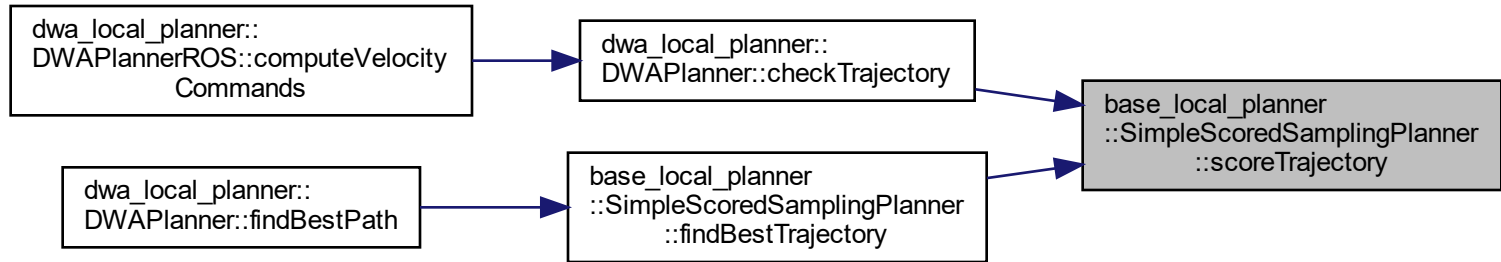 dwa_local_planner::
DWAPlannerROS::computeVelocity
Commands
dwa_local_planner::
DWAPlanner::checkTrajectory
base_local_planner
::SimpleScoredSamplingPlanner
::scoreTrajectory
dwa_local_planner::
DWAPlanner::findBestPath
base_local_planner
::SimpleScoredSamplingPlanner
::findBestTrajectory